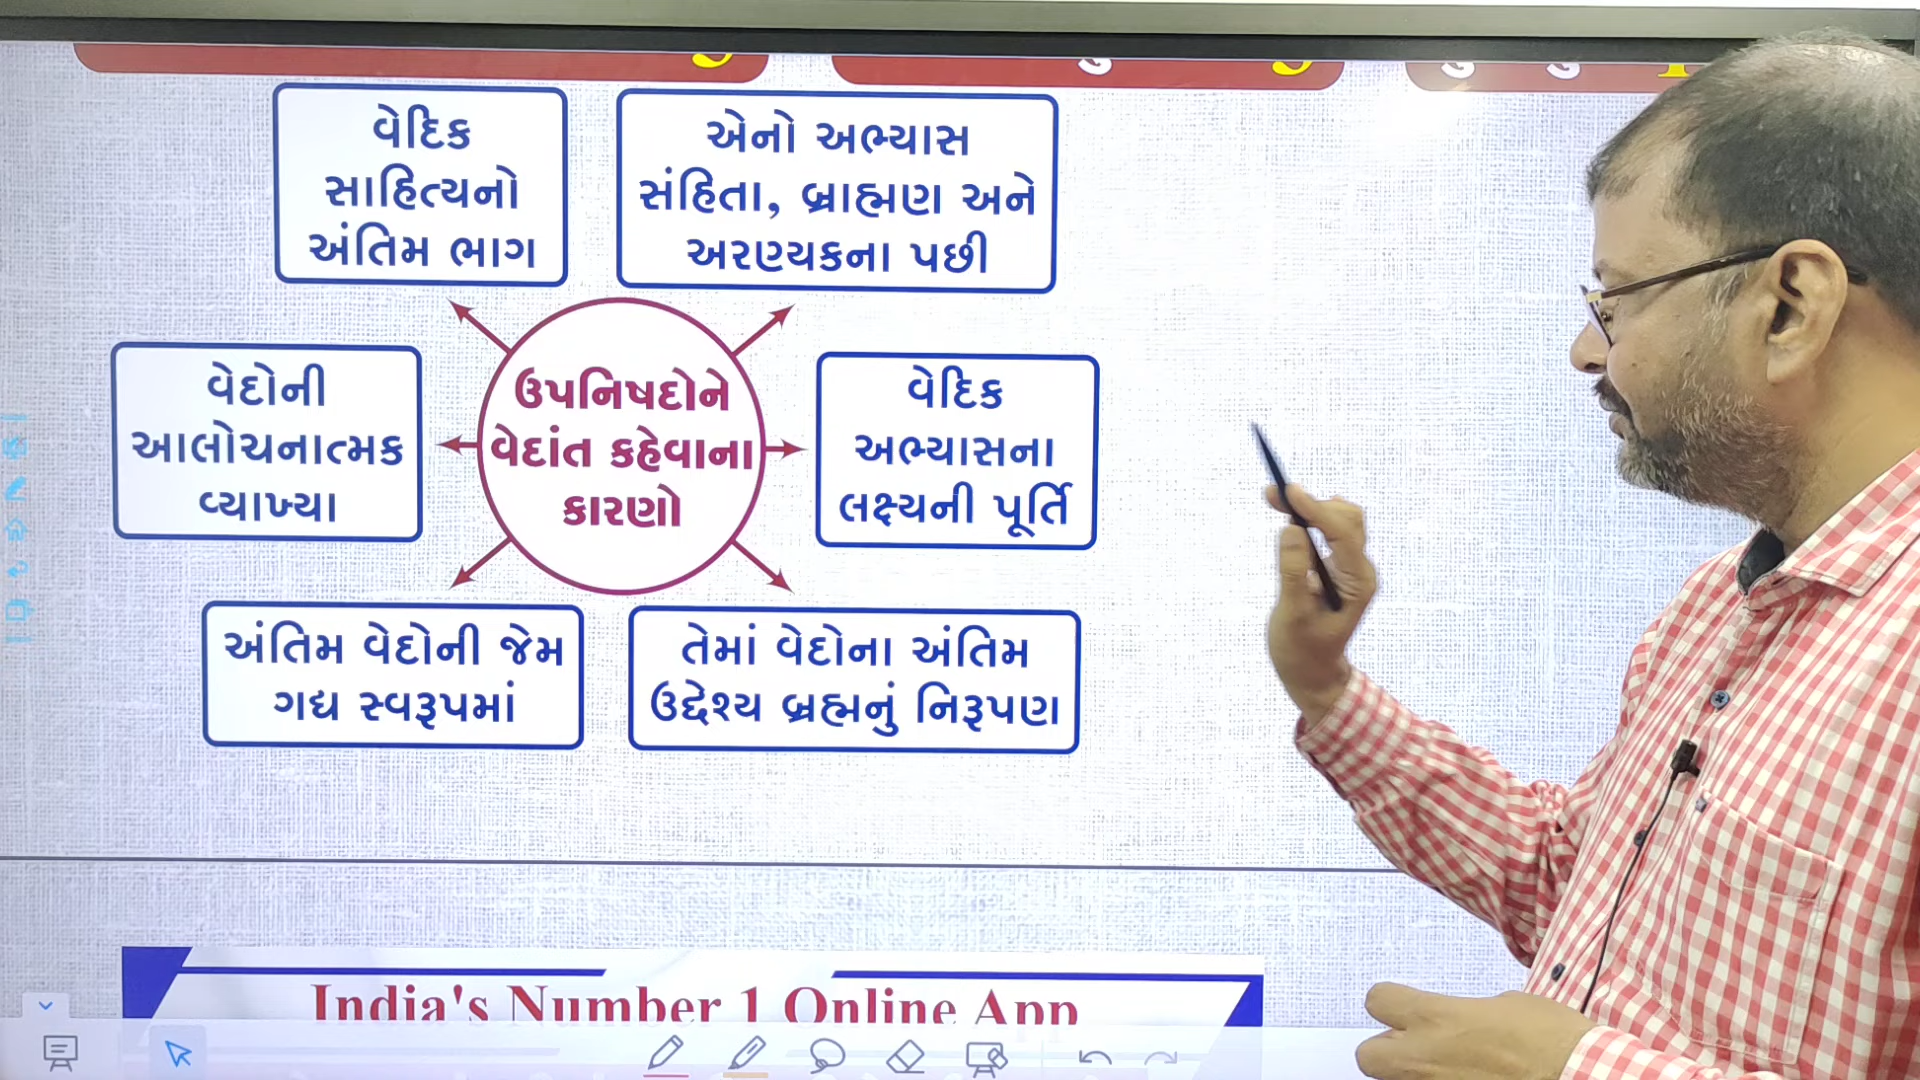 વેદિક
સાહિત્યનો
અંતિમ ભાગ
એનો અભ્યાસ
સંહિતા, બ્રાહ્મણ અને
અરણ્યકના પછી
વેદોની
આલોચનાત્મક
વ્યાખ્યા
ઉપનિષદોને
વેદાંત કહેવાના
કારણો
વેદિક
અભ્યાસના
લક્ષ્યની પૂર્તિ
અંતિમ વેદોની જેમ
ગદ્ય સ્વરૂપમાં
તેમાં વેદોના અંતિમ
ઉદ્દેશ્ય બ્રહ્મનું નિરૂપણ
India's Number 1 Online App